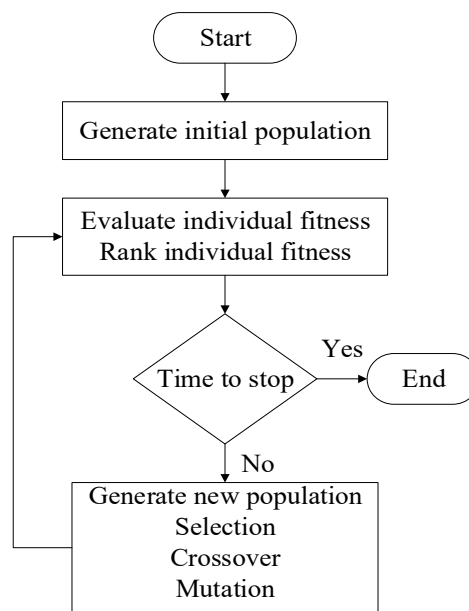 Start
Generate initial population
Evaluate individual fitness
Rank individual fitness
Time to stop
Yes
End
No
Generate new population
Selection
Crossover
Mutation